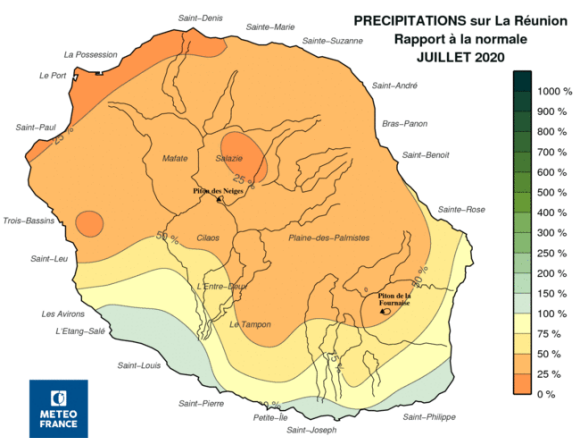 PRECIPITATIONS sur La Réunion
Rapport à la normale
JUILLET 2020
Saint-Denis
Sainte-Marie
Sainte-Suzanne
La Possession
Le Port
Saint-André
Bras-Panon
Saint-Paul
25 %
Saint-Benoit
Mafate
Salazie
25 %
Piton des Neiges
Sainte-Rose
Trois-Bassins
50 %
Cilaos
Plaine-des-Palmistes
Saint-Leu
50 %
L'Entre-Deux
Piton de la
Fournaise
Les Avirons
L'Etang-Salé
Le Tampon
75 %
Saint-Louis
Saint-Pierre
Petite-Île
Saint-Joseph
Saint-Philippe
1000 %
900 %
800 %
700 %
600 %
500 %
400 %
300 %
200 %
150 %
100 %
75 %
50 %
25 %
0 %
METEO
FRANCE